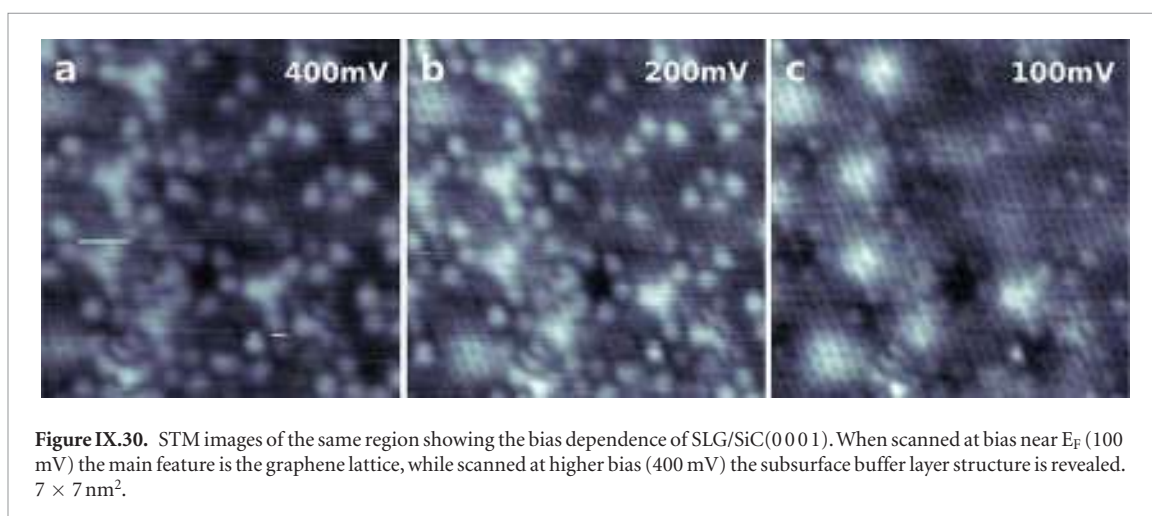 a 400mV b 200mV c 100mV
Figure IX.30. STM images of the same region showing the bias dependence of SLG/SiC(0 0 0 1). When scanned at bias near EF (100
mV) the main feature is the graphene lattice, while scanned at higher bias (400 mV) the subsurface buffer layer structure is revealed.
7 × 7 nm².